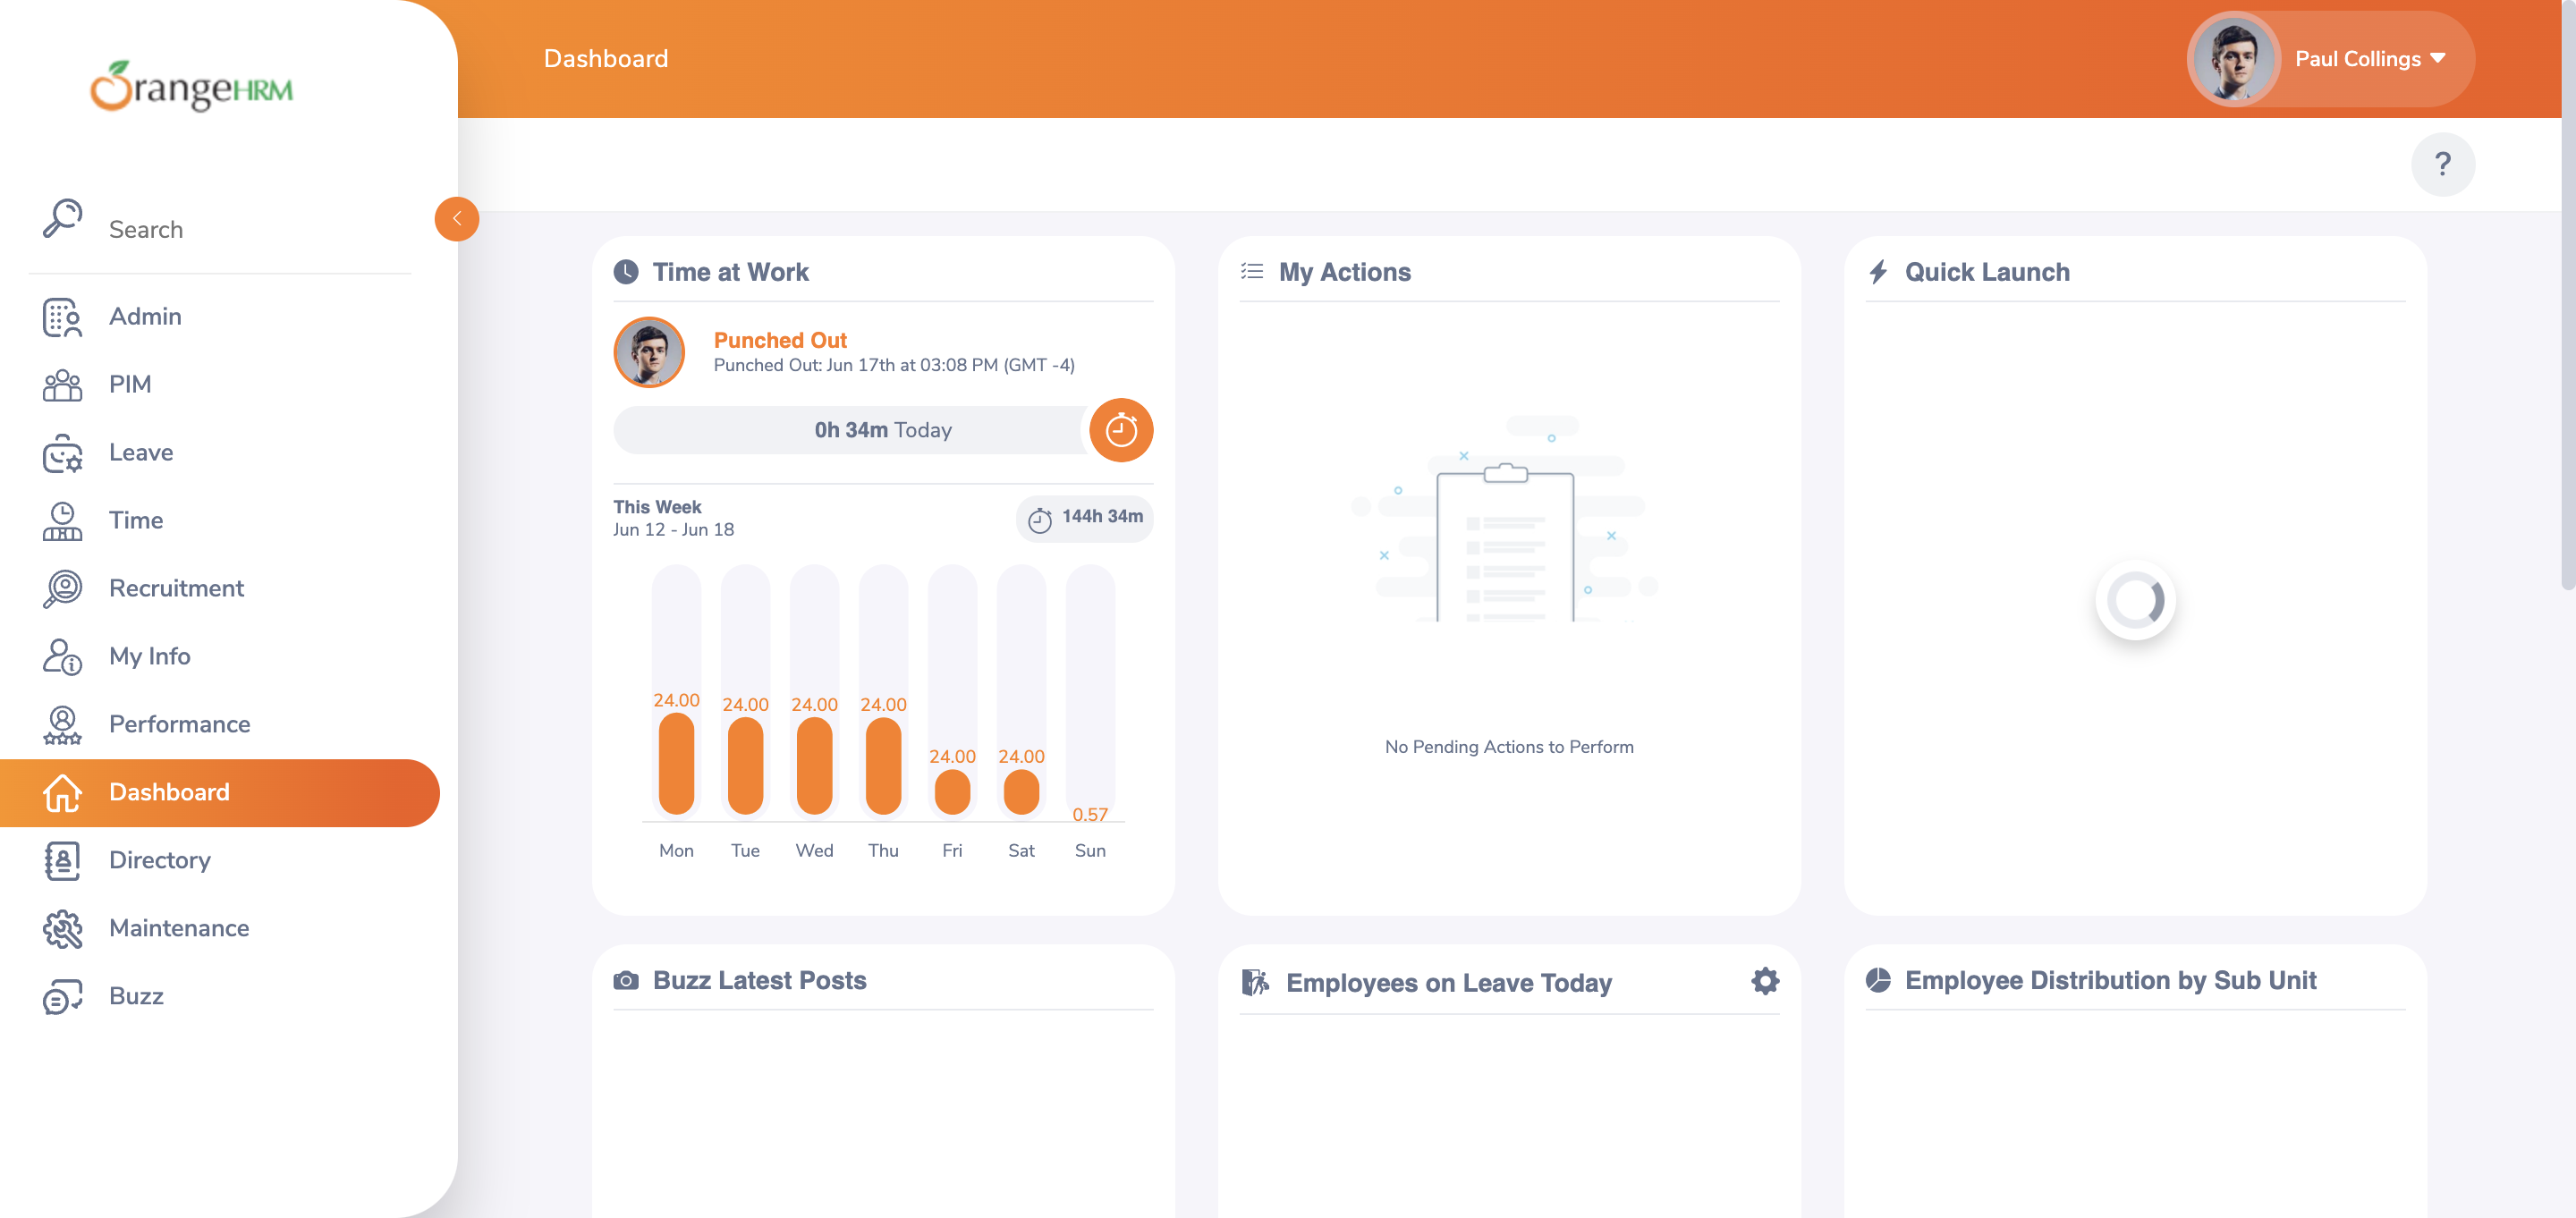 OrangeHRM
Search
Admin
PIM
Leave
Time
Recruitment
My Info
Performance
Dashboard
Directory
Maintenance
Buzz
Dashboard
Paul Collings
?
Time at Work
Punched Out
Punched Out: Jun 17th at 03:08 PM (GMT -4)
0h 34m Today
This Week
Jun 12 - Jun 18
144h 34m
24.00 24.00 24.00 24.00 24.00 24.00 0.57
Mon Tue Wed Thu Fri Sat Sun
My Actions
No Pending Actions to Perform
Quick Launch
Buzz Latest Posts
Employees on Leave Today
Employee Distribution by Sub Unit